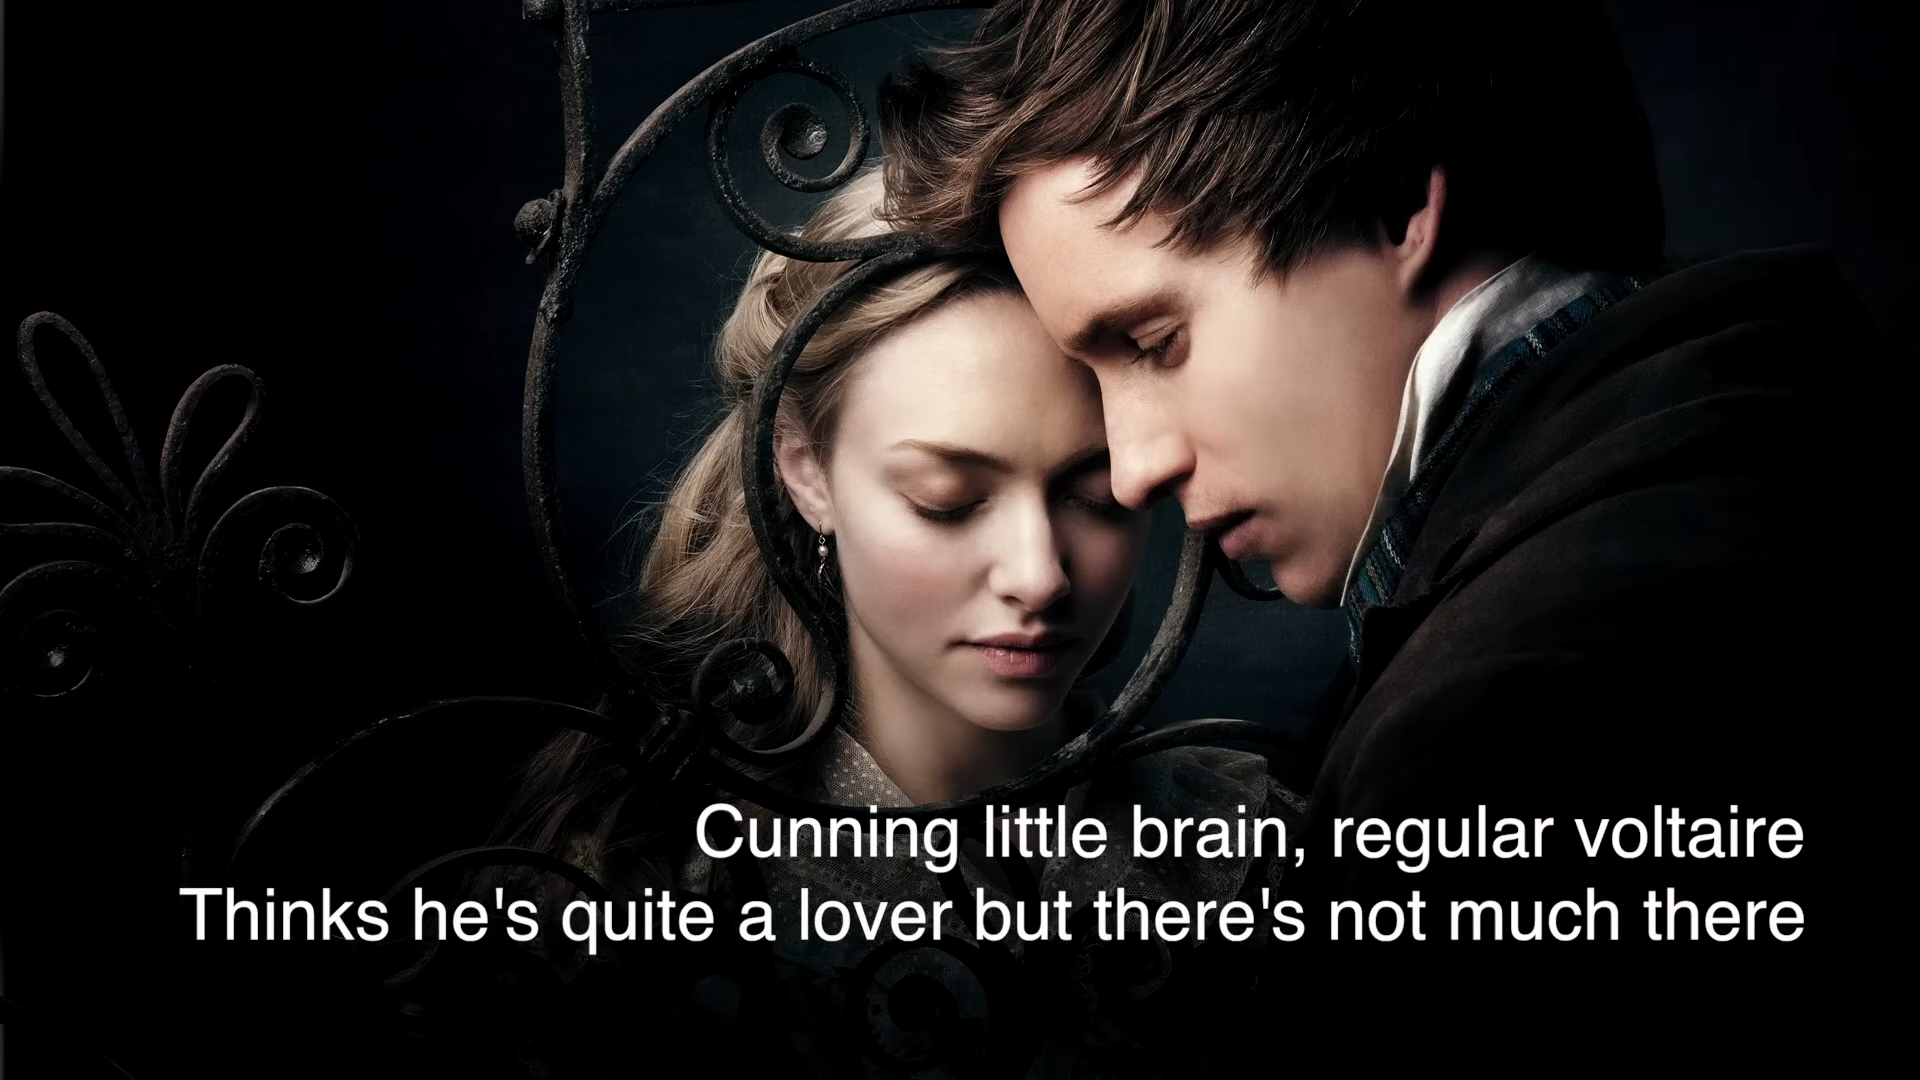 Cunning little brain, regular voltaire
Thinks he's quite a lover but there's not much there